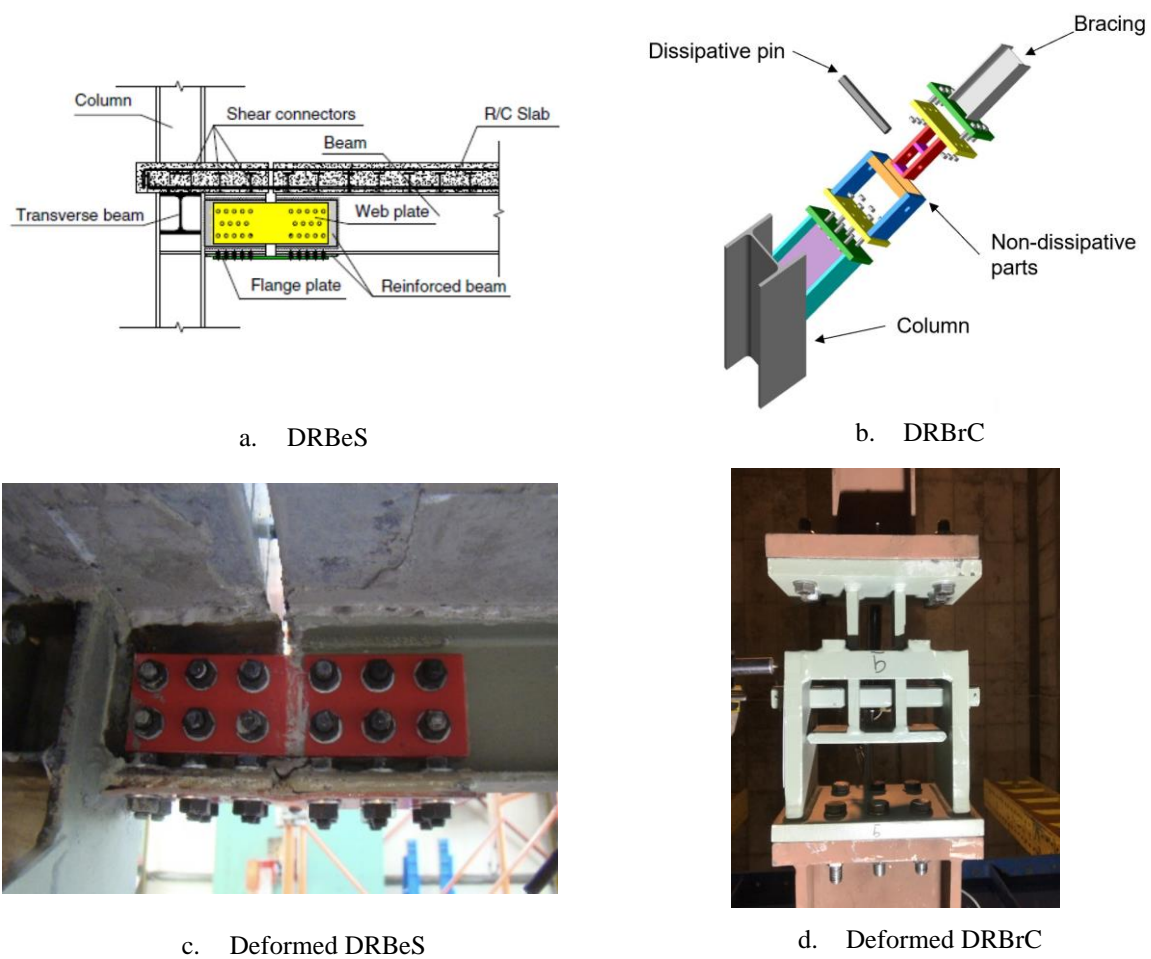 Column
Shear connectors
R/C Slab
Beam
Transverse beam
Web plate
Flange plate
Reinforced beam
a. DRBeS
Bracing
Dissipative pin
Non-dissipative
parts
Column
b. DRBrC
c. Deformed DRBeS
d. Deformed DRBrC